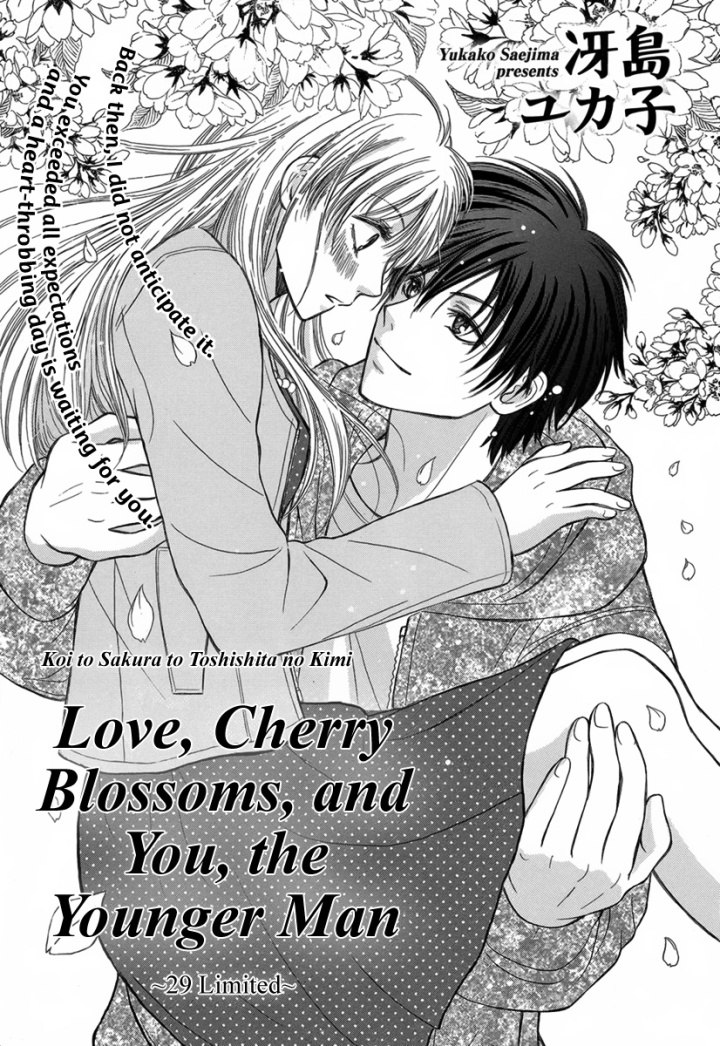 Yukako Saejima
presents
冴島
ユカ子
Back then, I did not anticipate it.
You exceeded all expectations
and a heart-throbbing day is waiting for you!
Koi to Sakura to Toshishita no Kimi
Love, Cherry
Blossoms, and
You, the
Younger Man
~29 Limited~